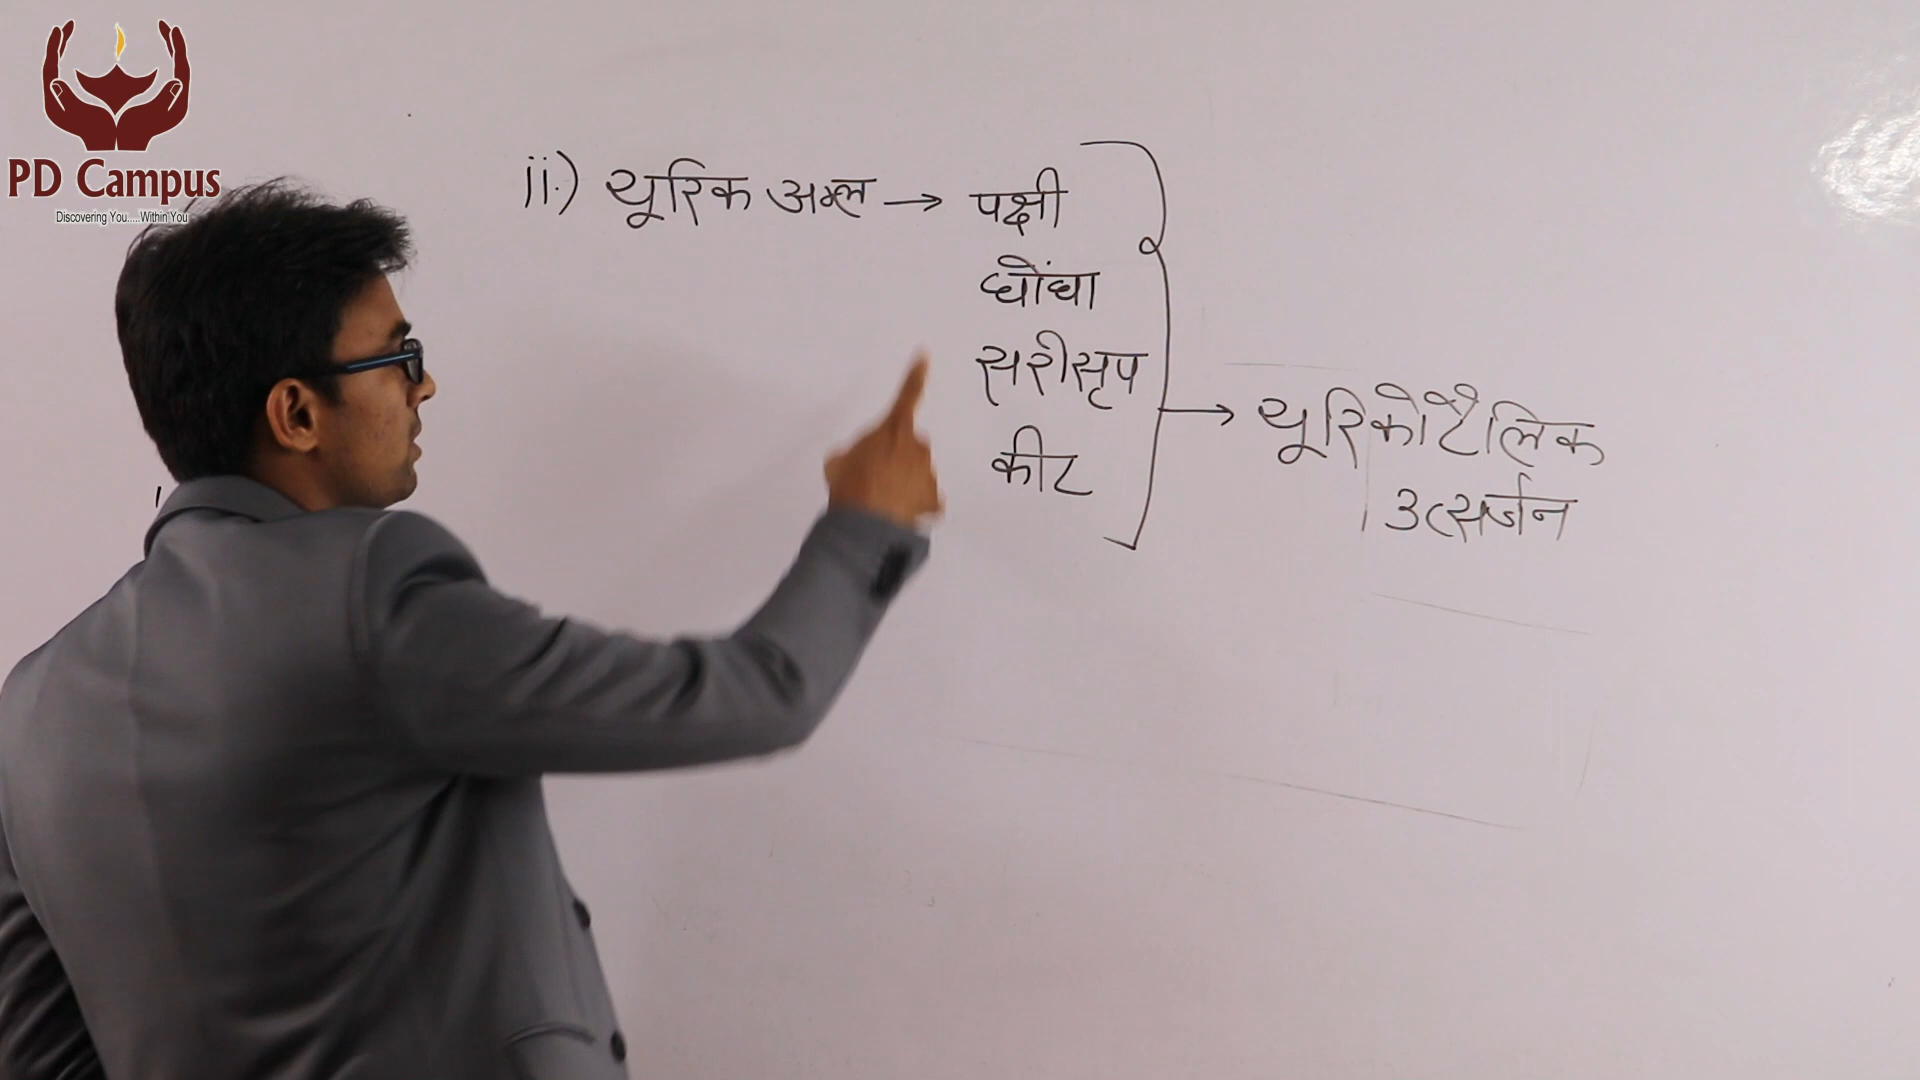 PD Campus
Discovering You.....Within You
ii.) यूरिक अम्ल → पक्षी
घोंघा
सरीसृप
कीट
→ यूरिकोटैलिक
उत्सर्जन